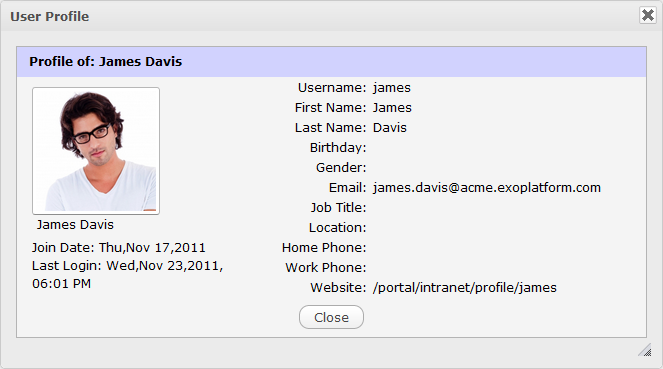 User Profile
Profile of: James Davis
James Davis
Join Date: Thu,Nov 17,2011
Last Login: Wed,Nov 23,2011,
06:01 PM
Username: james
First Name: James
Last Name: Davis
Birthday:
Gender:
Email: james.davis@acme.exoplatform.com
Job Title:
Location:
Home Phone:
Work Phone:
Website: /portal/intranet/profile/james
Close